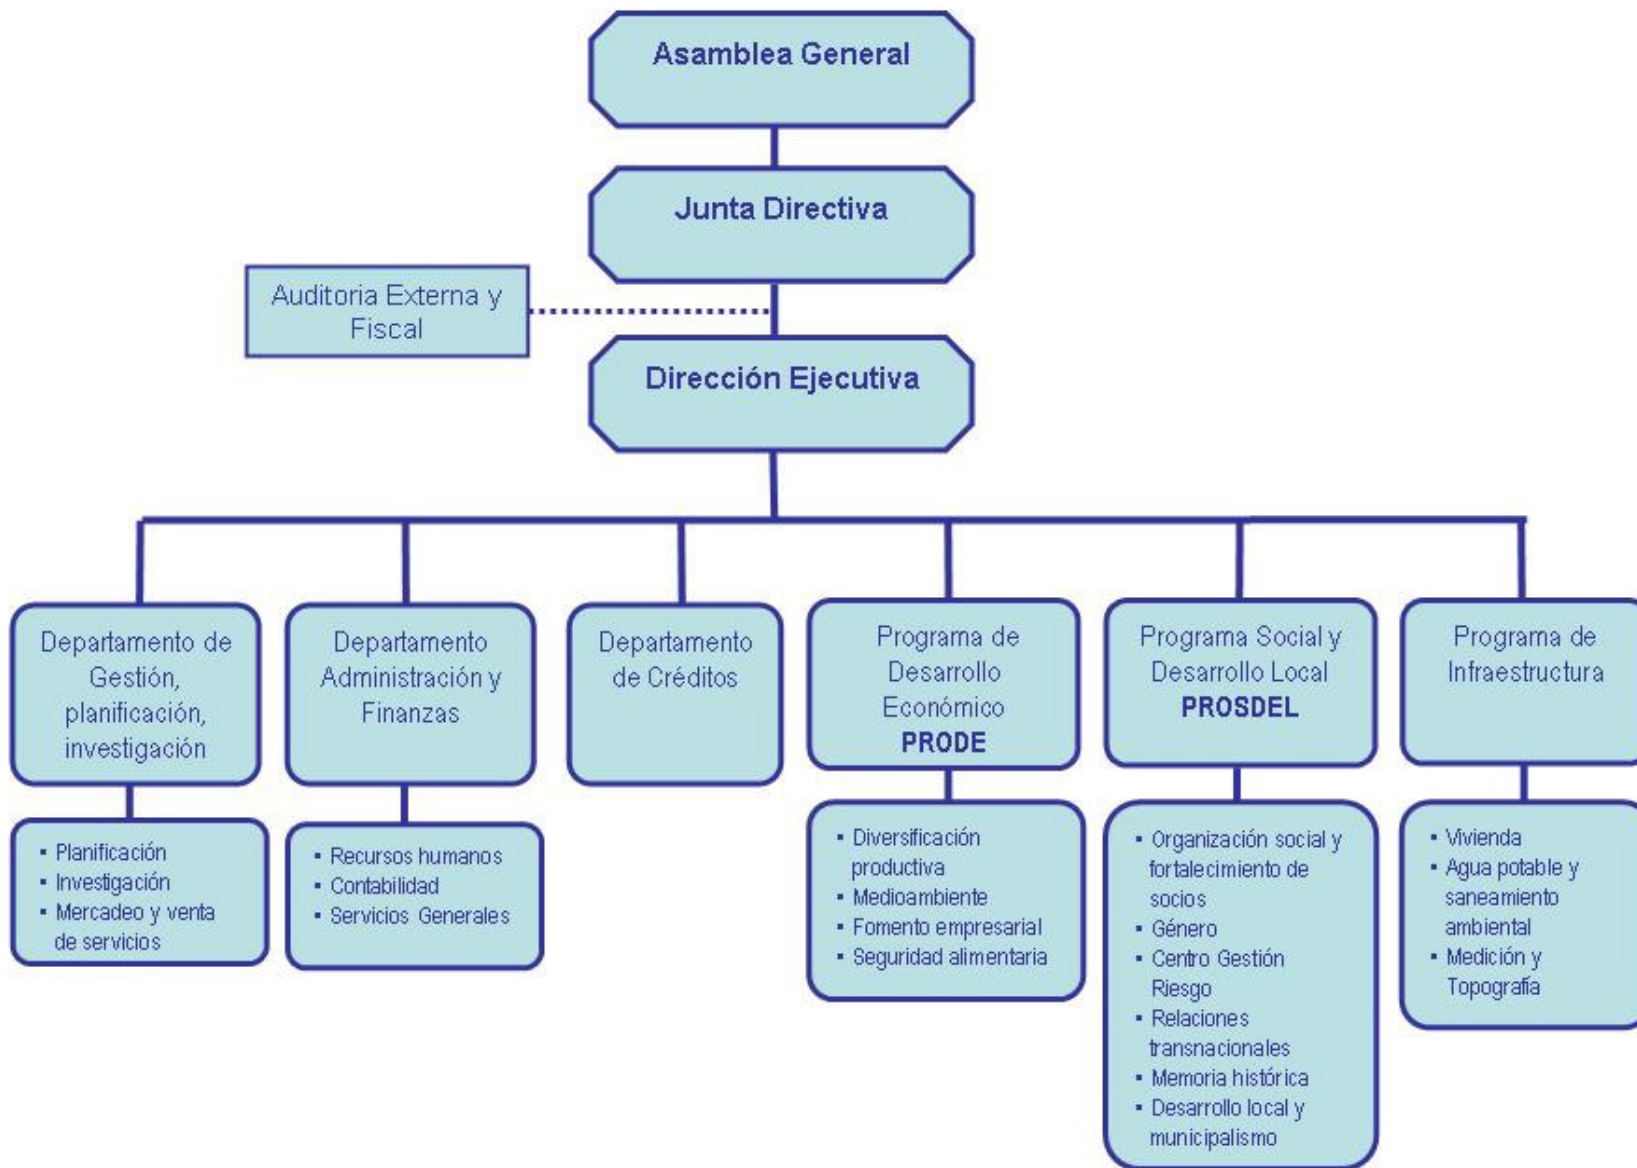 Asamblea General
Junta Directiva
Auditoria Externa y
Fiscal
Dirección Ejecutiva
Departamento de
Gestión,
planificación,
investigación
Departamento
Administración y
Finanzas
Departamento
de Créditos
Programa de
Desarrollo
Económico
PRODE
Programa Social y
Desarrollo Local
PROSDEL
Programa de
Infraestructura
▪ Planificación
▪ Investigación
▪ Mercadeo y venta
de servicios
▪ Recursos humanos
▪ Contabilidad
▪ Servicios Generales
▪ Diversificación
productiva
▪ Medioambiente
▪ Fomento empresarial
▪ Seguridad alimentaria
▪ Organización social y
fortalecimiento de
socios
▪ Género
▪ Centro Gestión
Riesgo
▪ Relaciones
transnacionales
▪ Memoria histórica
▪ Desarrollo local y
municipalismo
▪ Vivienda
▪ Agua potable y
saneamiento
ambiental
▪ Medición y
Topografía